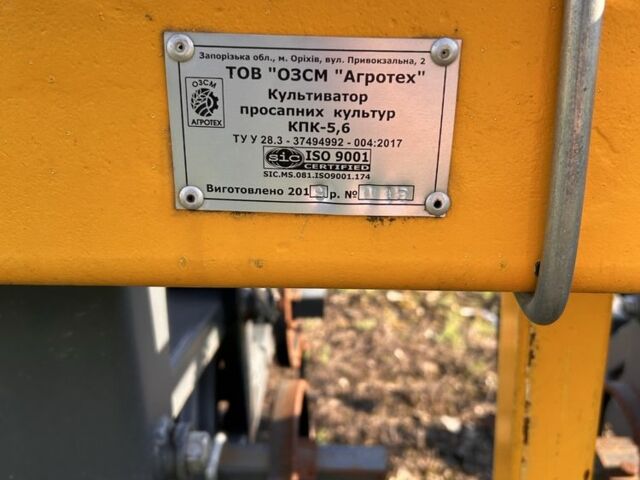 Запорізька обл., м. Оріхів, вул. Привокзальна, 2
ТОВ "ОЗСМ "Агротех"
ОЗСМ
АГРОТЕХ
Культиватор
просапних культур
КПК-5,6
ТУ У 28.3 - 37494992 - 004:2017
SIC ISO 9001
CERTIFIED
SIC.MS.081.ISO9001.174
Виготовлено 2019 р. №